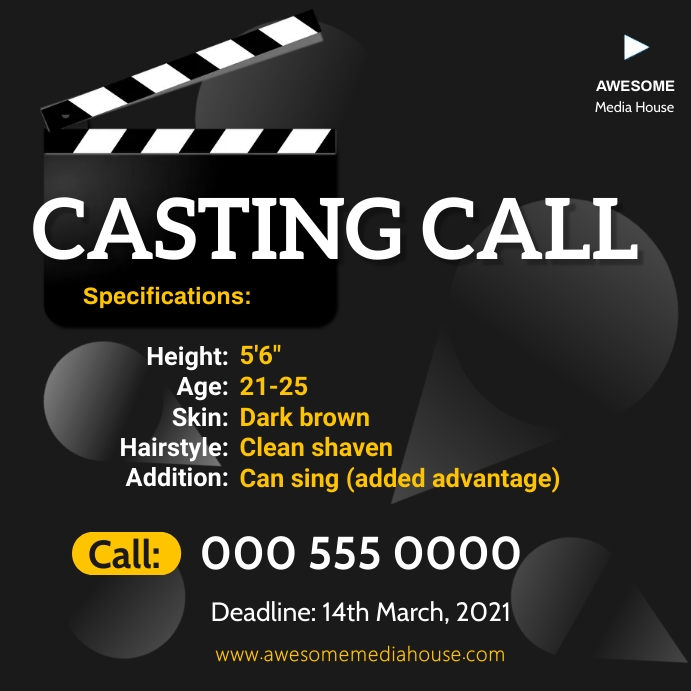 AWESOME
Media House
CASTING CALL
Specifications:
Height: 5'6"
Age: 21-25
Skin: Dark brown
Hairstyle: Clean shaven
Addition: Can sing (added advantage)
Call: 000 555 0000
Deadline: 14th March, 2021
www.awesomemediahouse.com